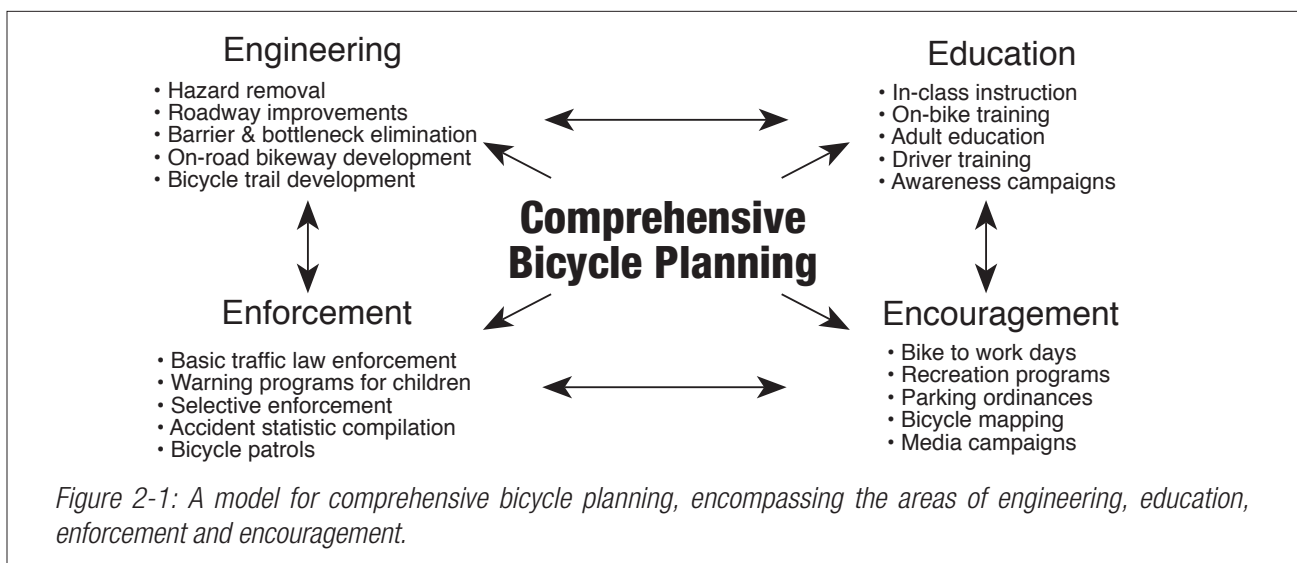 Engineering
• Hazard removal
• Roadway improvements
• Barrier & bottleneck elimination
• On-road bikeway development
• Bicycle trail development
Education
• In-class instruction
• On-bike training
• Adult education
• Driver training
• Awareness campaigns
Comprehensive
Bicycle Planning
Enforcement
• Basic traffic law enforcement
• Warning programs for children
• Selective enforcement
• Accident statistic compilation
• Bicycle patrols
Encouragement
• Bike to work days
• Recreation programs
• Parking ordinances
• Bicycle mapping
• Media campaigns
Figure 2-1: A model for comprehensive bicycle planning, encompassing the areas of engineering, education,
enforcement and encouragement.